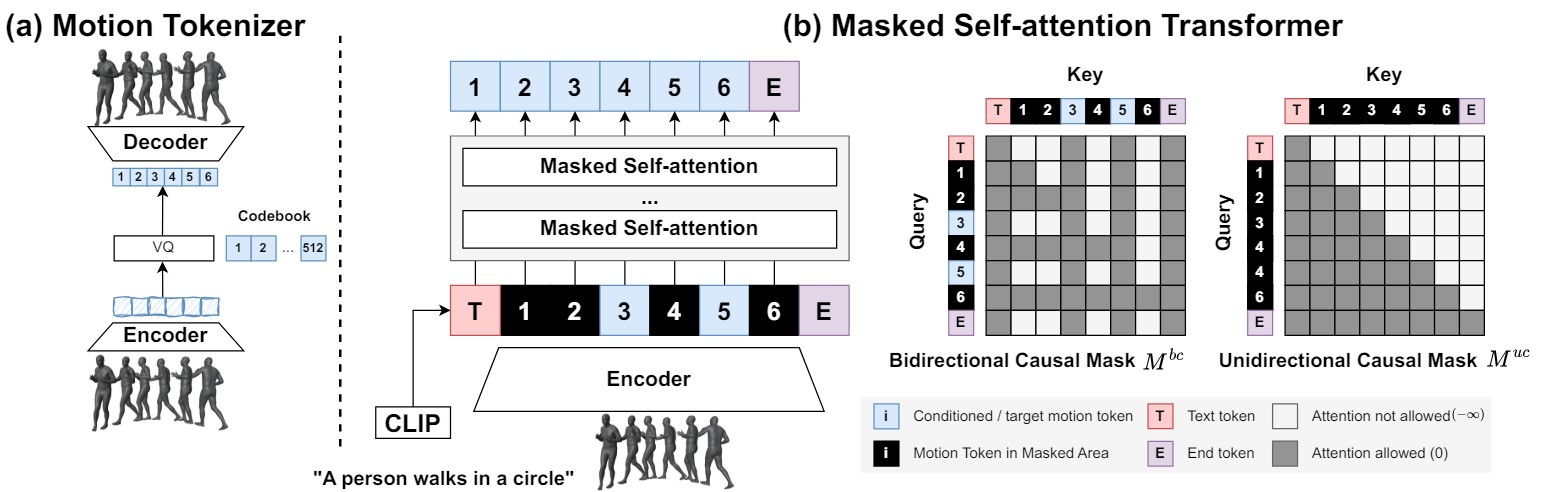 (a) Motion Tokenizer
Decoder
1 2 3 4 5 6
Codebook
VQ
1 2 ... 512
Encoder
(b) Masked Self-attention Transformer
1 2 3 4 5 6 E
Masked Self-attention
...
Masked Self-attention
T 1 2 3 4 5 6 E
Encoder
CLIP
"A person walks in a circle"
Key
T 1 2 3 4 5 6 E
Query
T
1
2
3
4
5
6
E
Bidirectional Causal Mask M^{bc}
Key
T 1 2 3 4 5 6 E
Query
T
1
2
3
4
4
6
E
Unidirectional Causal Mask M^{uc}
i Conditioned / target motion token
T Text token
Attention not allowed(−∞)
i Motion Token in Masked Area
E End token
Attention allowed (0)